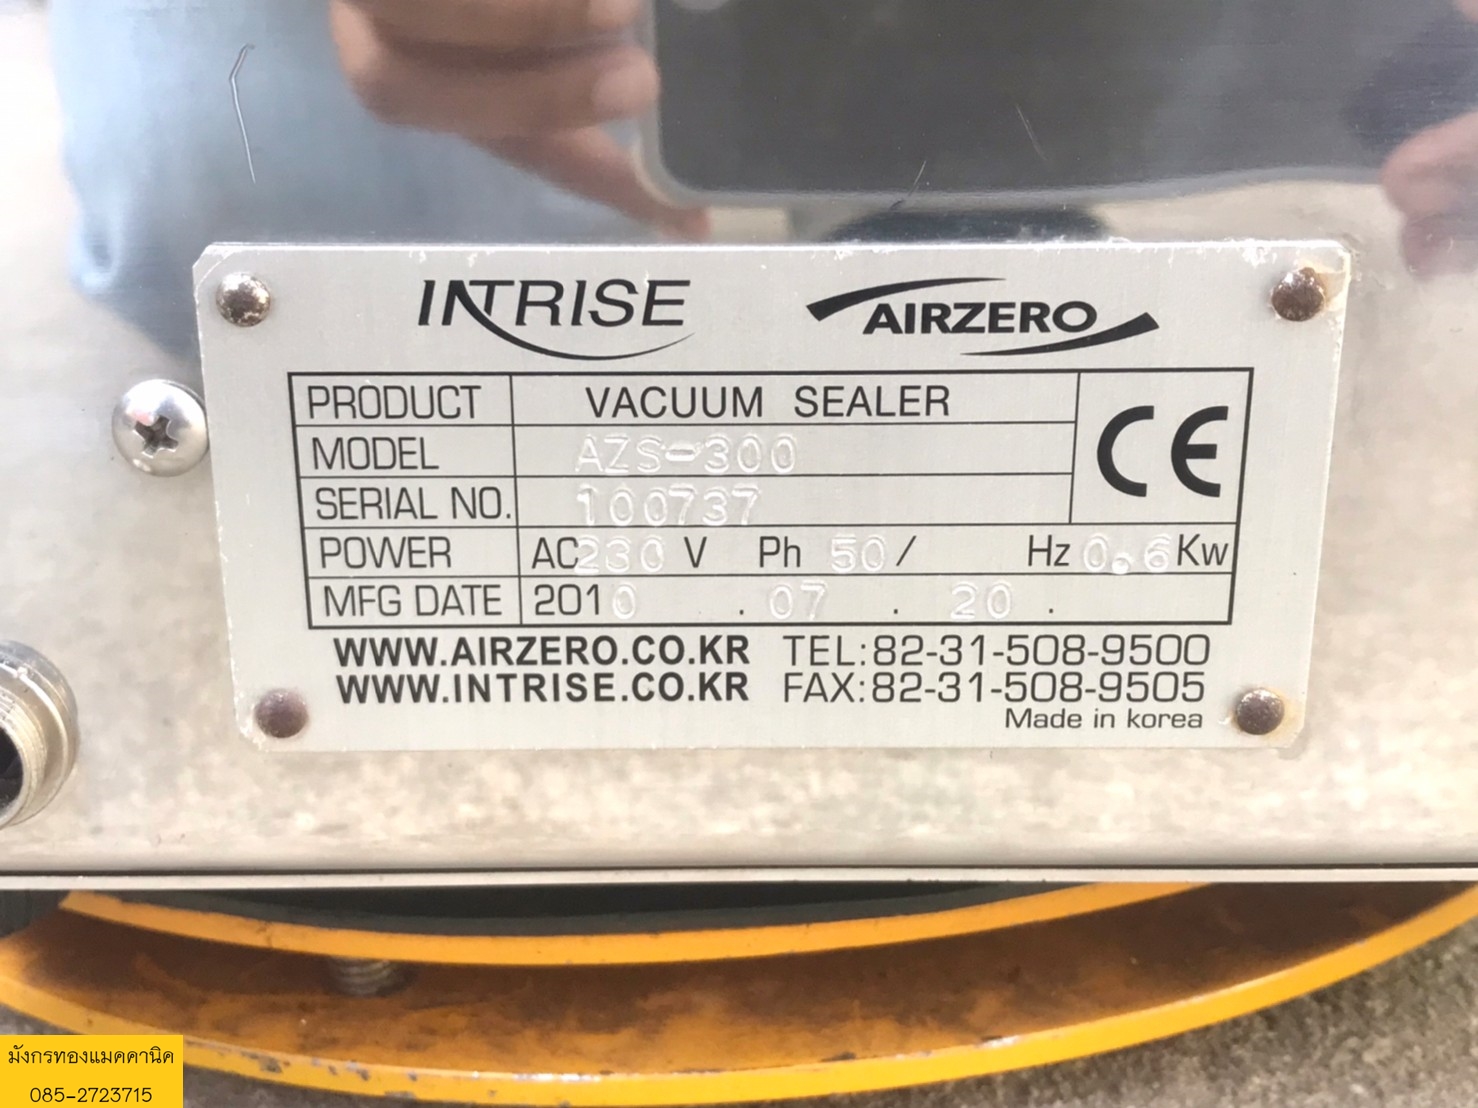 INTRISE AIRZERO
PRODUCT VACUUM SEALER
MODEL AZS-300
SERIAL NO. 100737
CE
POWER AC 230 V Ph 50/ Hz 0.6 Kw
MFG DATE 2010 . 07 . 20 .
WWW.AIRZERO.CO.KR TEL:82-31-508-9500
WWW.INTRISE.CO.KR FAX:82-31-508-9505
Made in korea
มังกรทองแมคคานิค
085-2723715